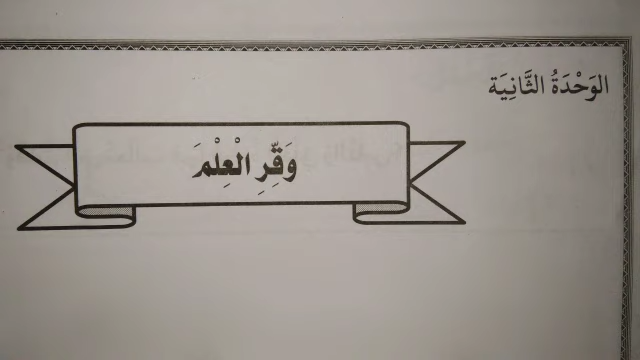 الوَحْدَةُ الثَّانِيَة
وَقِّرِ الْعِلْمَ